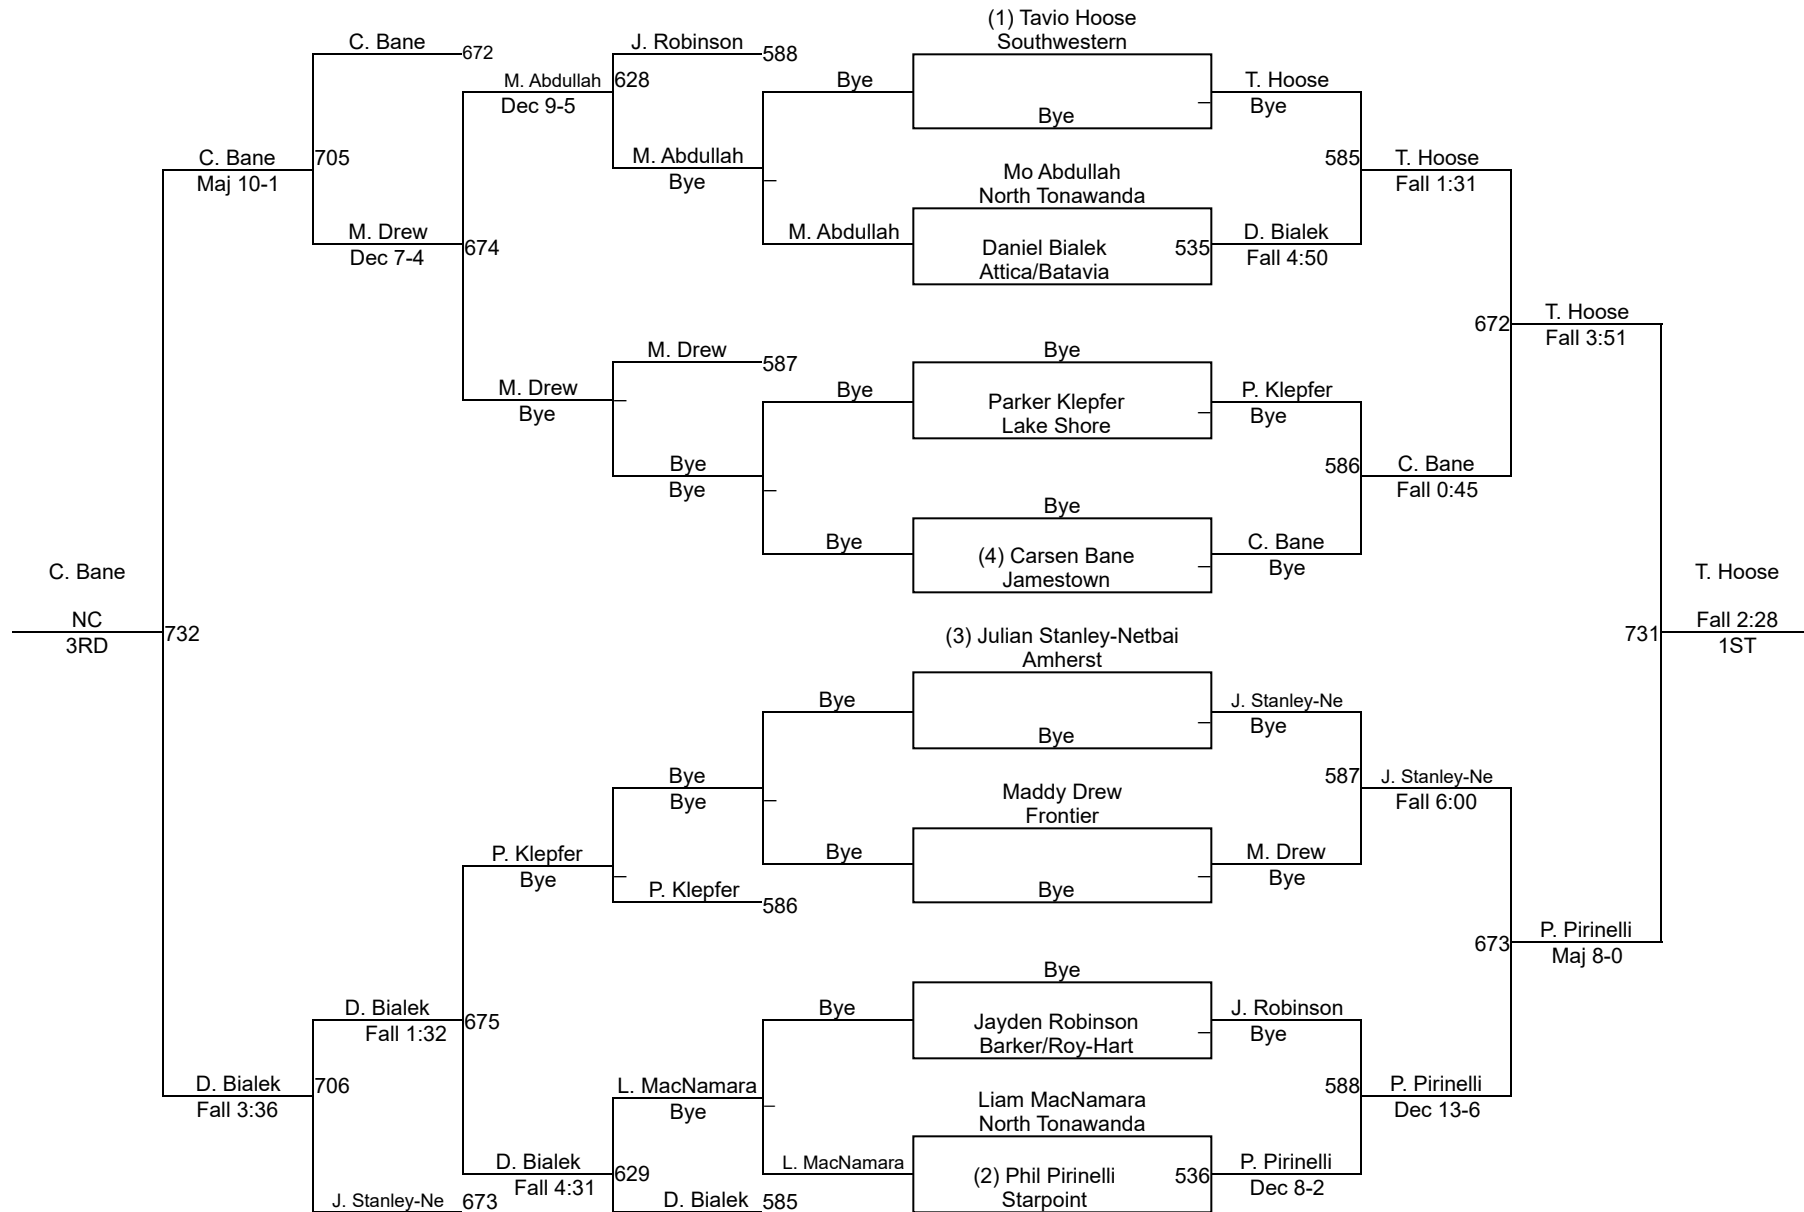 (1) Tavio Hoose
Southwestern
C. Bane
672
J. Robinson
588
M. Abdullah
628
Dec 9-5
Bye
T. Hoose
Bye
Bye
C. Bane
705
Maj 10-1
M. Abdullah
Bye
Mo Abdullah
North Tonawanda
585
T. Hoose
Fall 1:31
M. Drew
674
Dec 7-4
M. Abdullah
Daniel Bialek
Attica/Batavia
535
D. Bialek
Fall 4:50
672
T. Hoose
Fall 3:51
M. Drew
587
Bye
M. Drew
Bye
Bye
Parker Klepfer
Lake Shore
P. Klepfer
Bye
Bye
Bye
586
C. Bane
Fall 0:45
Bye
Bye
(4) Carsen Bane
Jamestown
C. Bane
Bye
C. Bane
NC
3RD
732
T. Hoose
731
Fall 2:28
1ST
(3) Julian Stanley-Netbai
Amherst
Bye
Bye
J. Stanley-Ne
Bye
Bye
Bye
Maddy Drew
Frontier
587
J. Stanley-Ne
Fall 6:00
P. Klepfer
Bye
Bye
Bye
M. Drew
Bye
P. Klepfer
586
673
P. Pirinelli
Maj 8-0
Bye
D. Bialek
675
Fall 1:32
Bye
Jayden Robinson
Barker/Roy-Hart
J. Robinson
Bye
D. Bialek
706
Fall 3:36
L. MacNamara
Bye
Liam MacNamara
North Tonawanda
588
P. Pirinelli
Dec 13-6
D. Bialek
629
Fall 4:31
L. MacNamara
(2) Phil Pirinelli
Starpoint
536
P. Pirinelli
Dec 8-2
J. Stanley-Ne
673
D. Bialek
585